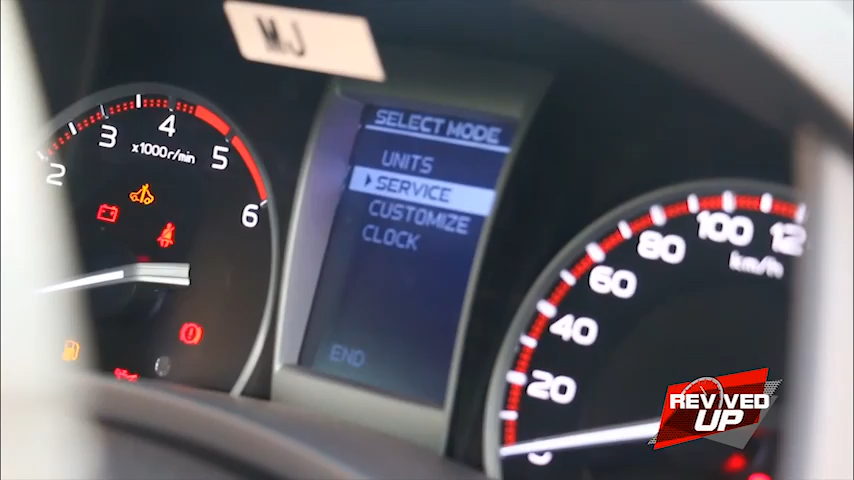 MJ
2
3
4
5
6
x1000r/min
SELECT MODE
UNITS
SERVICE
CUSTOMIZE
CLOCK
END
0
20
40
60
80
100
km/h
REVIVED
UP